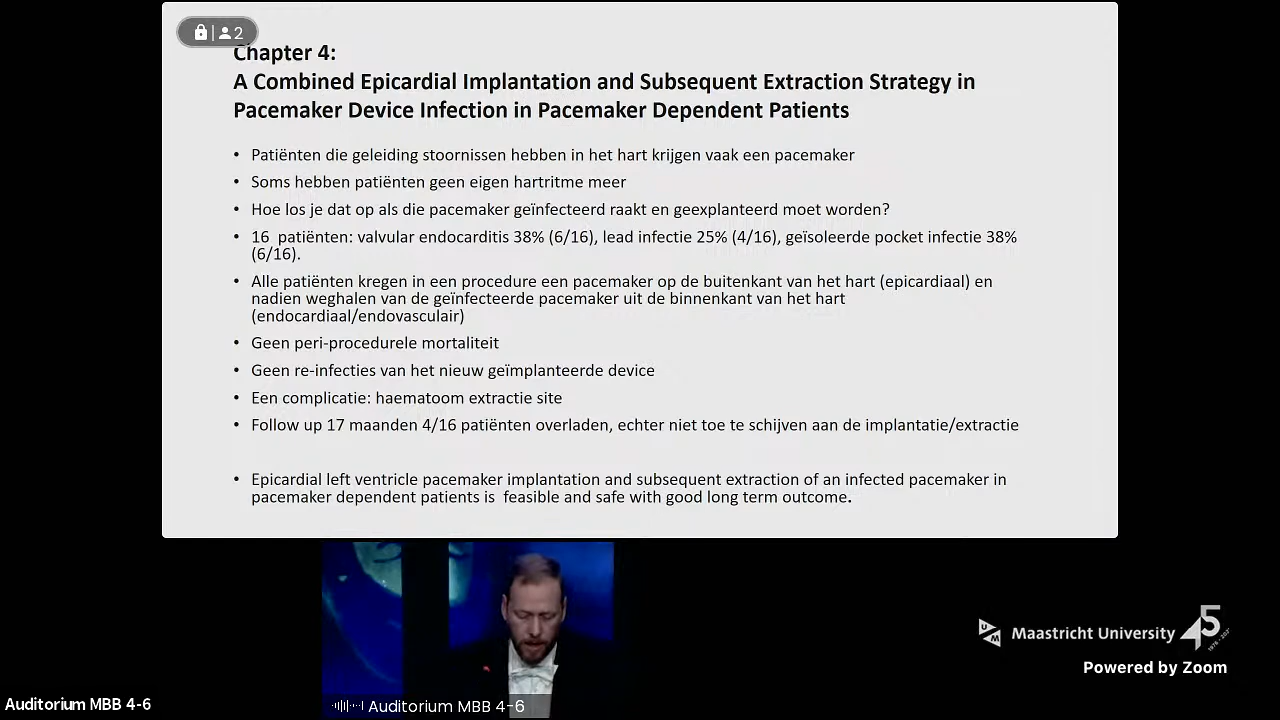 2
Chapter 4:
A Combined Epicardial Implantation and Subsequent Extraction Strategy in
Pacemaker Device Infection in Pacemaker Dependent Patients
• Patiënten die geleiding stoornissen hebben in het hart krijgen vaak een pacemaker
• Soms hebben patiënten geen eigen hartritme meer
• Hoe los je dat op als die pacemaker geïnfecteerd raakt en geexplanteerd moet worden?
• 16 patiënten: valvular endocarditis 38% (6/16), lead infectie 25% (4/16), geïsoleerde pocket infectie 38%
(6/16).
• Alle patiënten kregen in een procedure een pacemaker op de buitenkant van het hart (epicardiaal) en
nadien weghalen van de geïnfecteerde pacemaker uit de binnenkant van het hart
(endocardiaal/endovasculair)
• Geen peri-procedurele mortaliteit
• Geen re-infecties van het nieuw geïmplanteerde device
• Een complicatie: haematoom extractie site
• Follow up 17 maanden 4/16 patiënten overladen, echter niet toe te schijven aan de implantatie/extractie
• Epicardial left ventricle pacemaker implantation and subsequent extraction of an infected pacemaker in
pacemaker dependent patients is feasible and safe with good long term outcome.
UM Maastricht University 45
Powered by Zoom
Auditorium MBB 4-6
Auditorium MBB 4-6